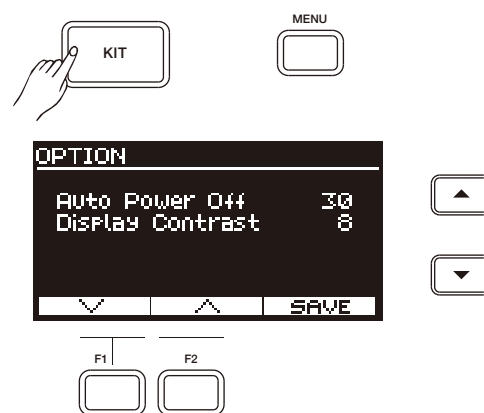 KIT
MENU
OPTION
Auto Power Off 30
Display Contrast 8
SAVE
F1
F2